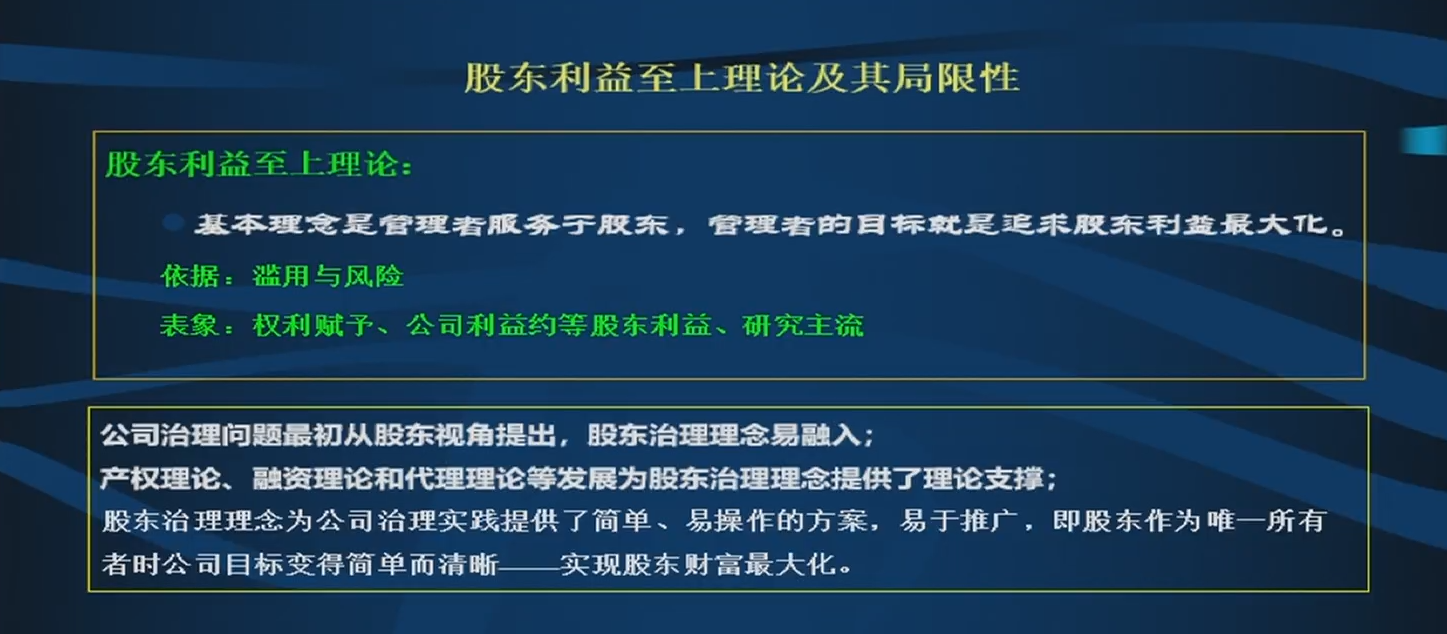 股东利益至上理论及其局限性
股东利益至上理论：
基本理念是管理者服务于股东，管理者的目标就是追求股东利益最大化。
依据：滥用与风险
表象：权利赋予、公司利益约等股东利益、研究主流
公司治理问题最初从股东视角提出，股东治理理念易融入；
产权理论、融资理论和代理理论等发展为股东治理理念提供了理论支撑；
股东治理理念为公司治理实践提供了简单、易操作的方案，易于推广，即股东作为唯一所有
者时公司目标变得简单而清晰——实现股东财富最大化。